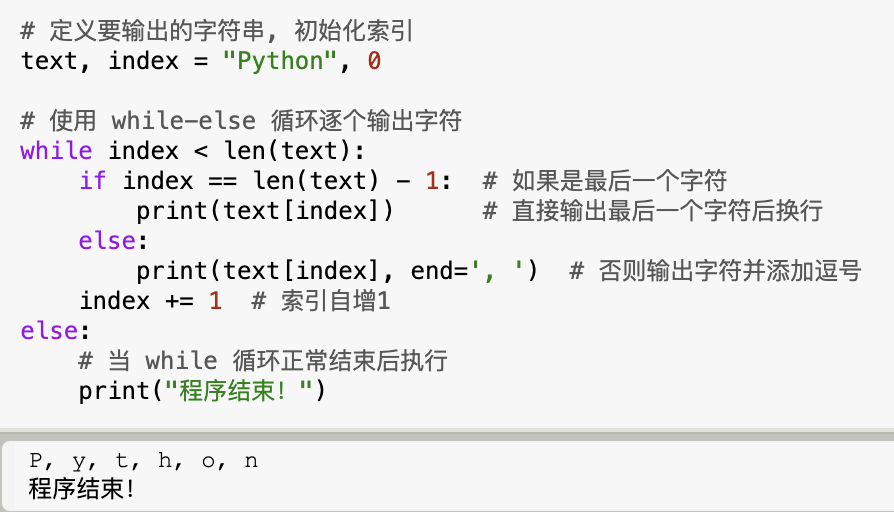 # 定义要输出的字符串, 初始化索引
text, index = "Python", 0
# 使用 while-else 循环逐个输出字符
while index < len(text):
    if index == len(text) - 1:  # 如果是最后一个字符
        print(text[index])      # 直接输出最后一个字符后换行
    else:
        print(text[index], end=', ')  # 否则输出字符并添加逗号
    index += 1  # 索引自增1
else:
    # 当 while 循环正常结束后执行
    print("程序结束！")
P, y, t, h, o, n
程序结束！